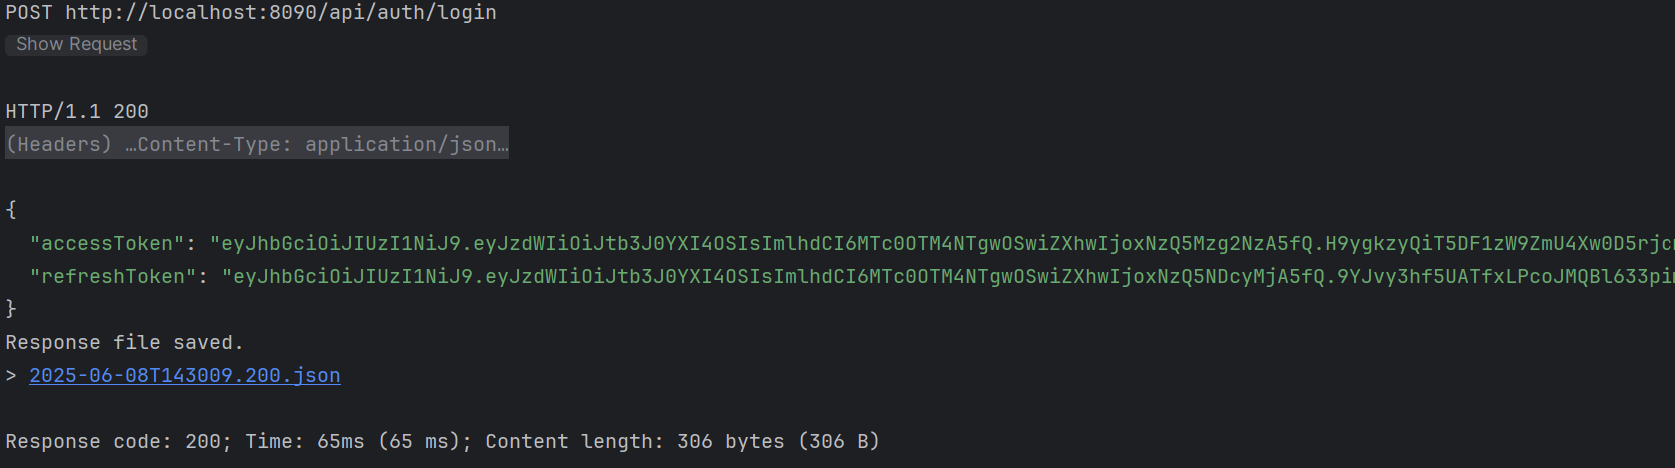 POST http://localhost:8090/api/auth/login
Show Request
HTTP/1.1 200
(Headers) …Content-Type: application/json…
{
"accessToken": "eyJhbGciOiJIUzI1NiJ9.eyJzdWIiOiJtb3J0YXI4OSIsImlhdCI6MTc0OTM4NTgwOSwiZXhwIjoxNzQ5Mzg2NzA5fQ.H9ygkzyQiT5DF1zW9ZmU4Xw0D5rjc
"refreshToken": "eyJhbGciOiJIUzI1NiJ9.eyJzdWIiOiJtb3J0YXI4OSIsImlhdCI6MTc0OTM4NTgwOSwiZXhwIjoxNzQ5NDcyMjA5fQ.9YJvy3hf5UATfxLPcoJMQBl633pi
}
Response file saved.
> 2025-06-08T143009.200.json
Response code: 200; Time: 65ms (65 ms); Content length: 306 bytes (306 B)